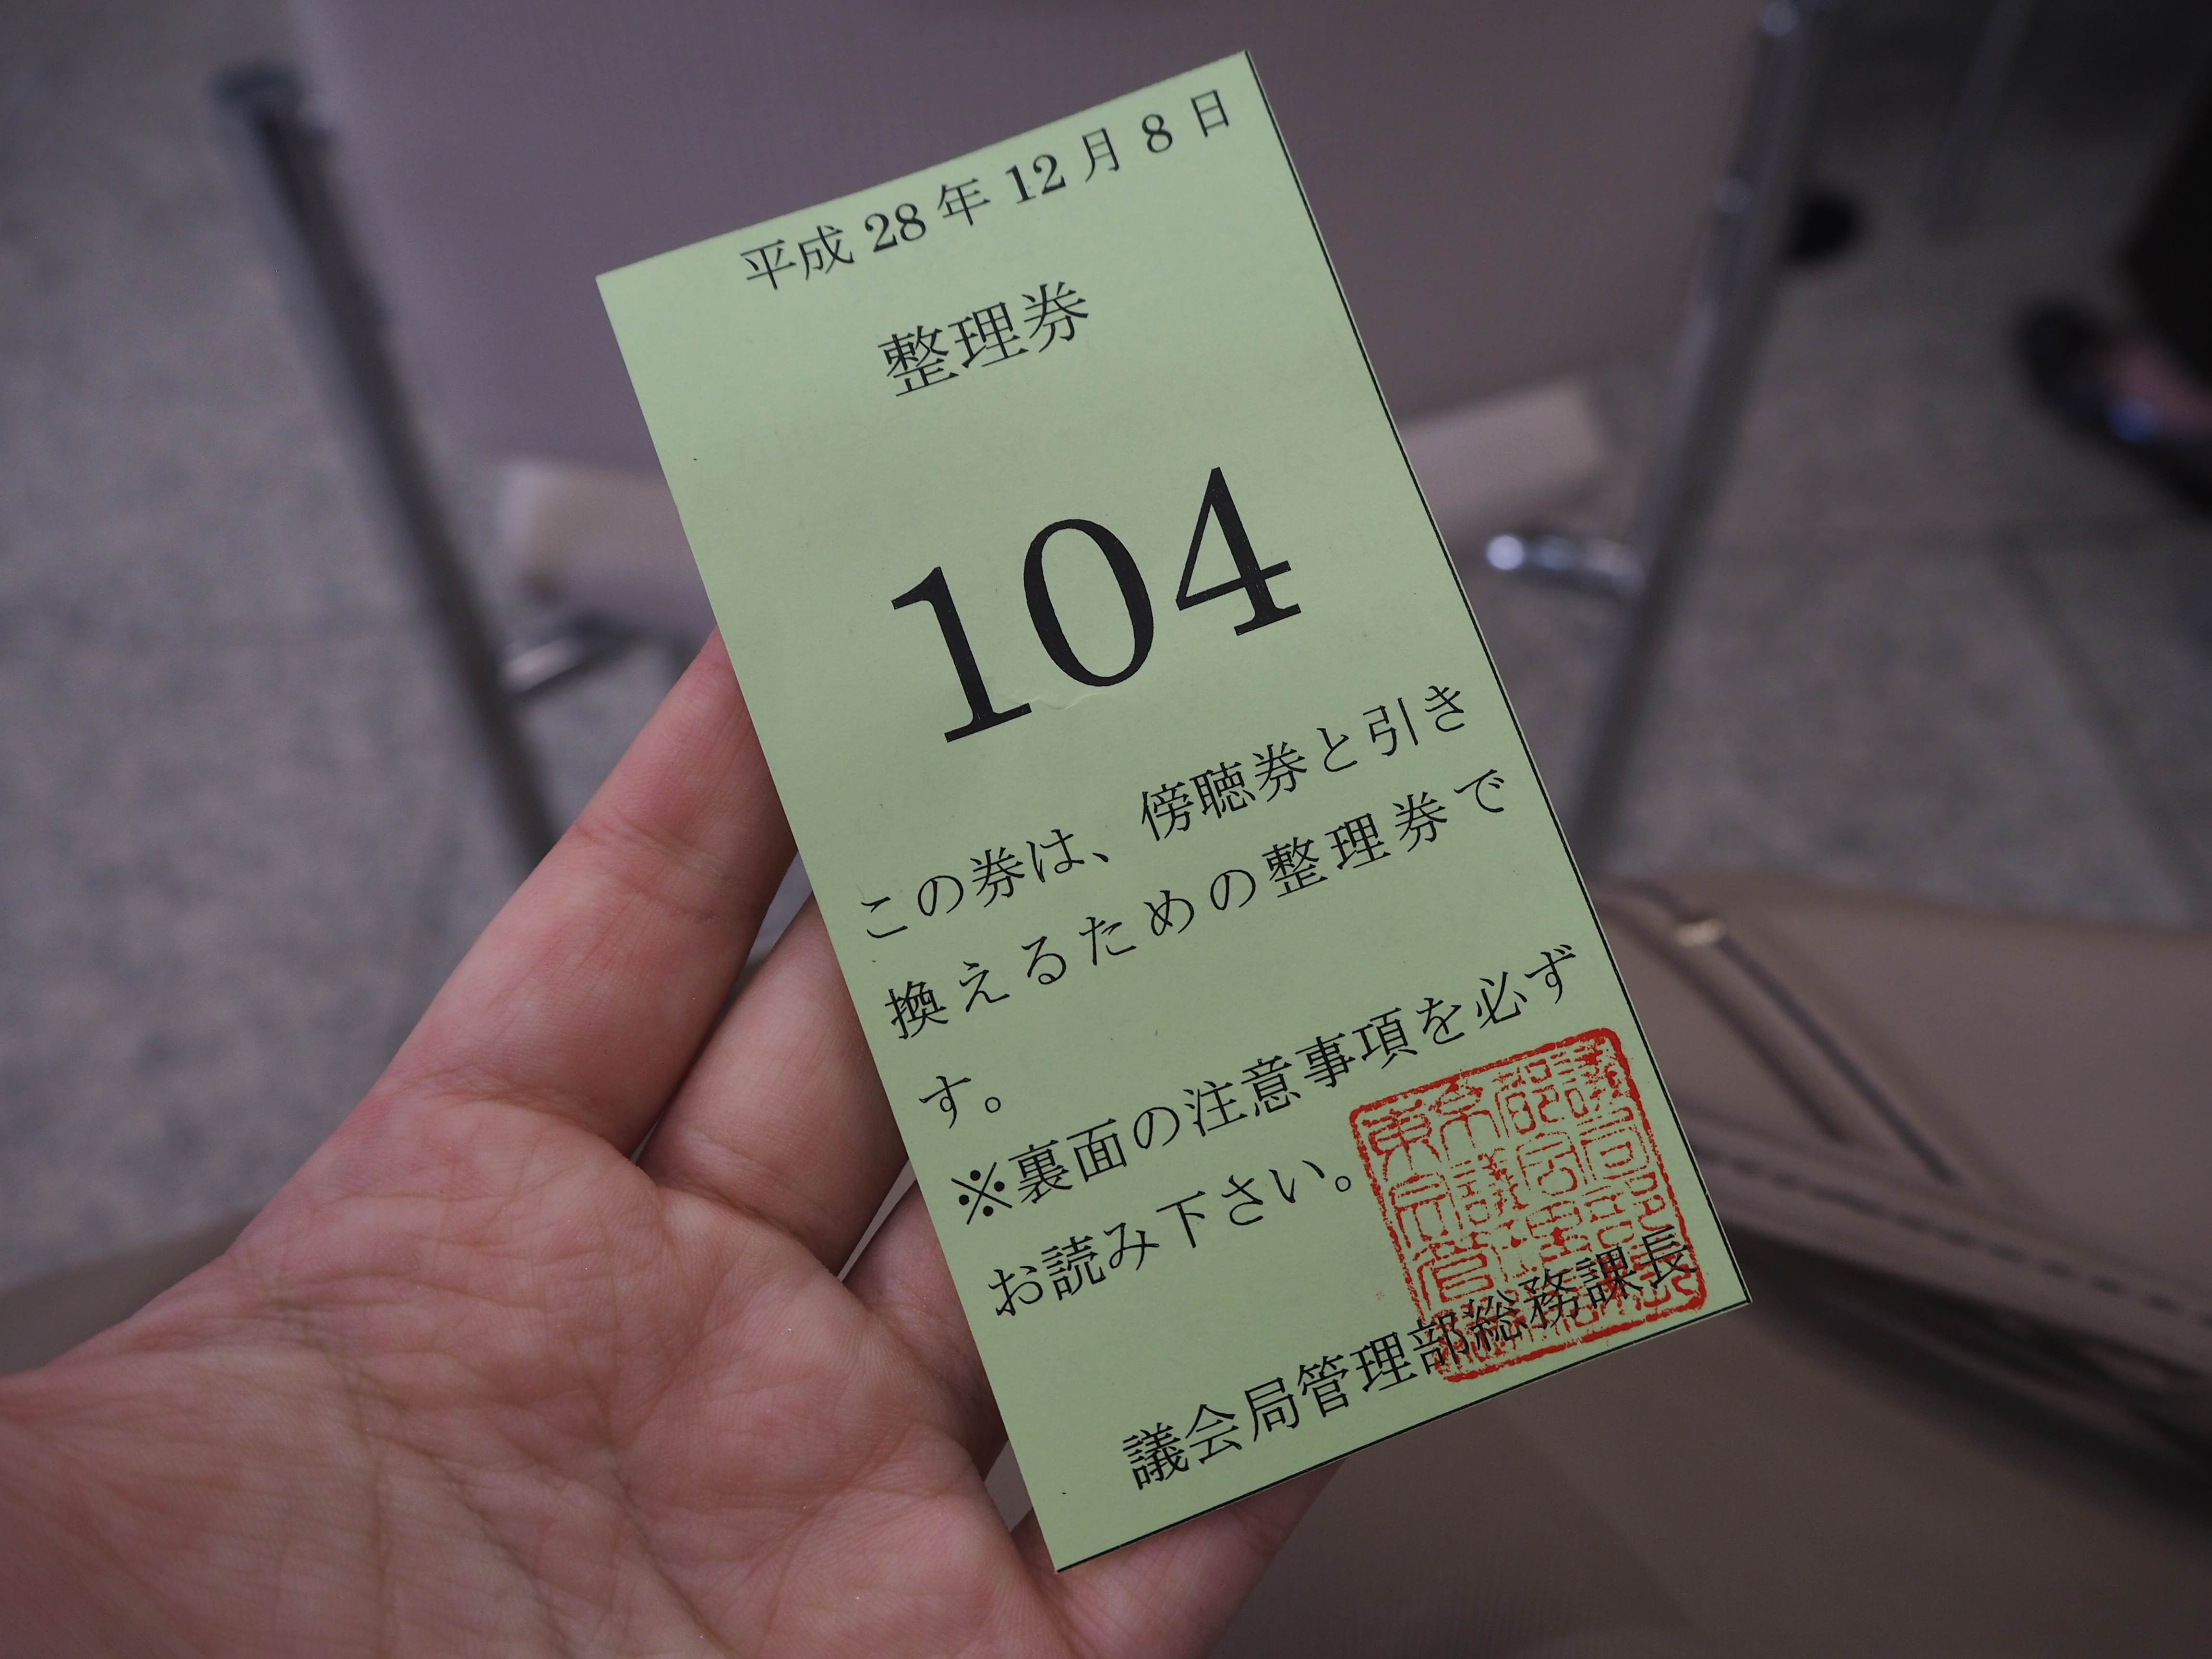 平成 28 年 12 月 8 日
整理券
104
この券は、傍聴券と引き
換えるための整理券で
す。
※裏面の注意事項を必ず
お読み下さい。
議会局管理部総務課長